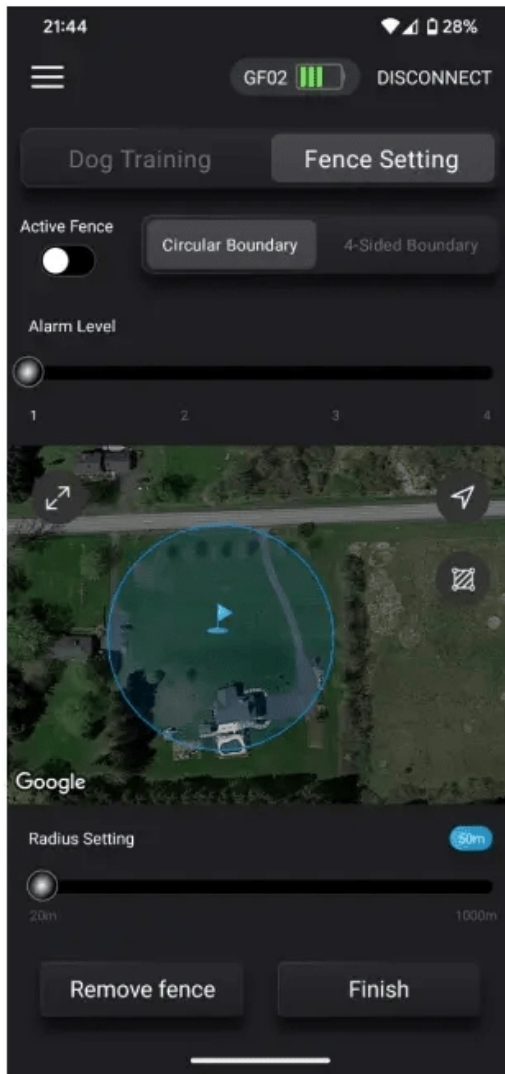 21:44 28%
GF02 DISCONNECT
Dog Training Fence Setting
Active Fence
Circular Boundary 4-Sided Boundary
Alarm Level
1 2 3 4
Google
Radius Setting 50m
20m 1000m
Remove fence Finish